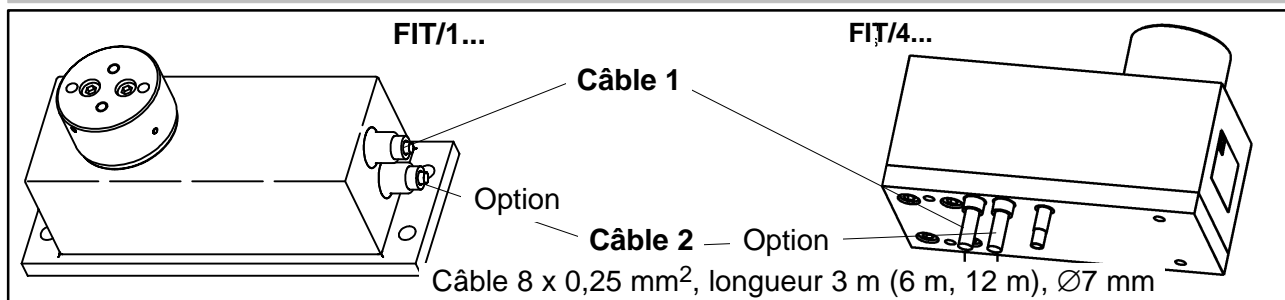 FIT/1...
FIT/4...
Câble 1
Option
Câble 2
Option
Câble 8 x 0,25 mm², longueur 3 m (6 m, 12 m), ∅7 mm